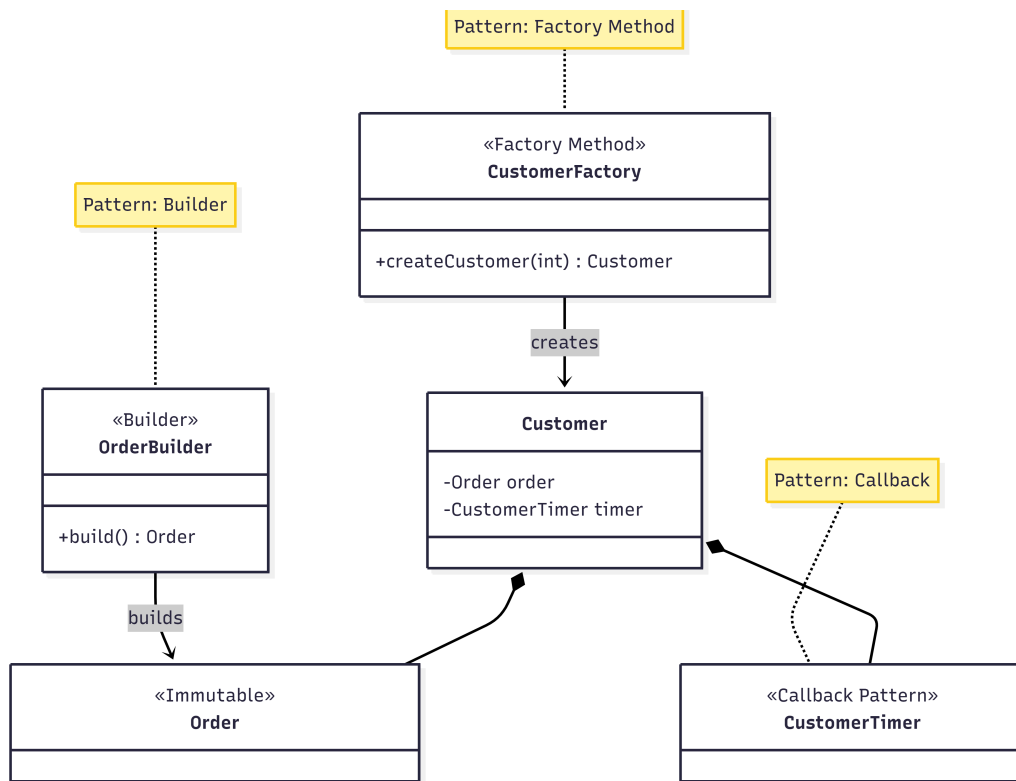 Pattern: Factory Method
«Factory Method»
CustomerFactory
+createCustomer(int) : Customer
creates
Pattern: Builder
«Builder»
OrderBuilder
+build() : Order
builds
Customer
-Order order
-CustomerTimer timer
Pattern: Callback
«Immutable»
Order
«Callback Pattern»
CustomerTimer